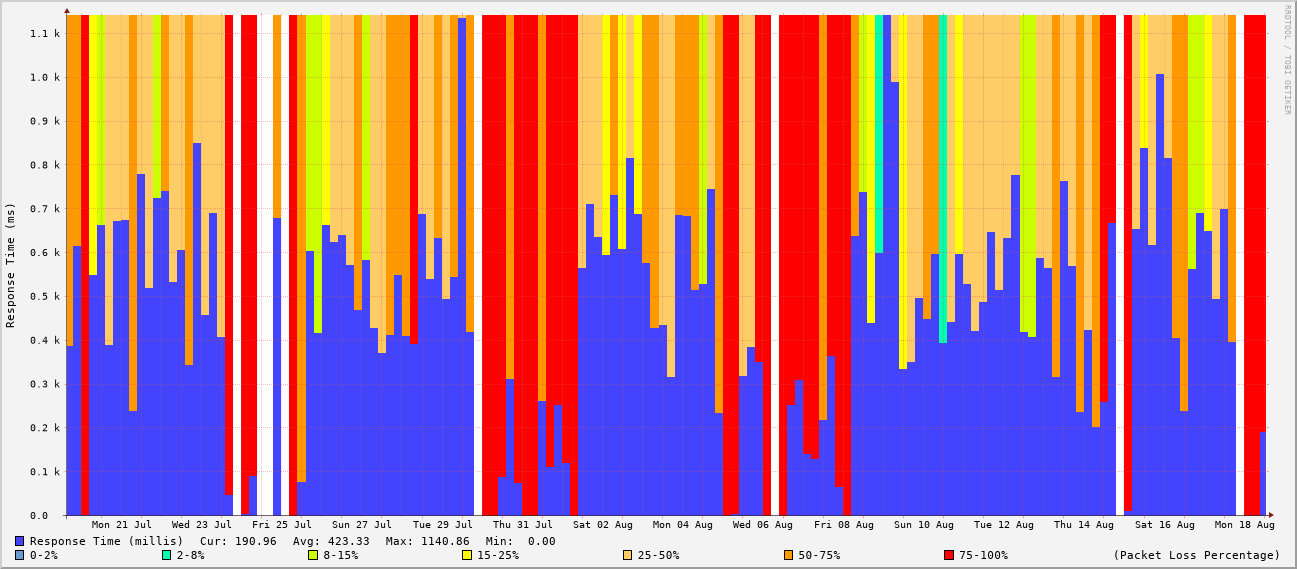 RRDTOOL / TOBI OETIKER
Response Time (ms)
1.1 k
1.0 k
0.9 k
0.8 k
0.7 k
0.6 k
0.5 k
0.4 k
0.3 k
0.2 k
0.1 k
0.0
Mon 21 Jul Wed 23 Jul Fri 25 Jul Sun 27 Jul Tue 29 Jul Thu 31 Jul Sat 02 Aug Mon 04 Aug Wed 06 Aug Fri 08 Aug Sun 10 Aug Tue 12 Aug Thu 14 Aug Sat 16 Aug Mon 18 Aug
Response Time (millis) Cur: 190.96 Avg: 423.33 Max: 1140.86 Min: 0.00
0-2% 2-8% 8-15% 15-25% 25-50% 50-75% 75-100% (Packet Loss Percentage)